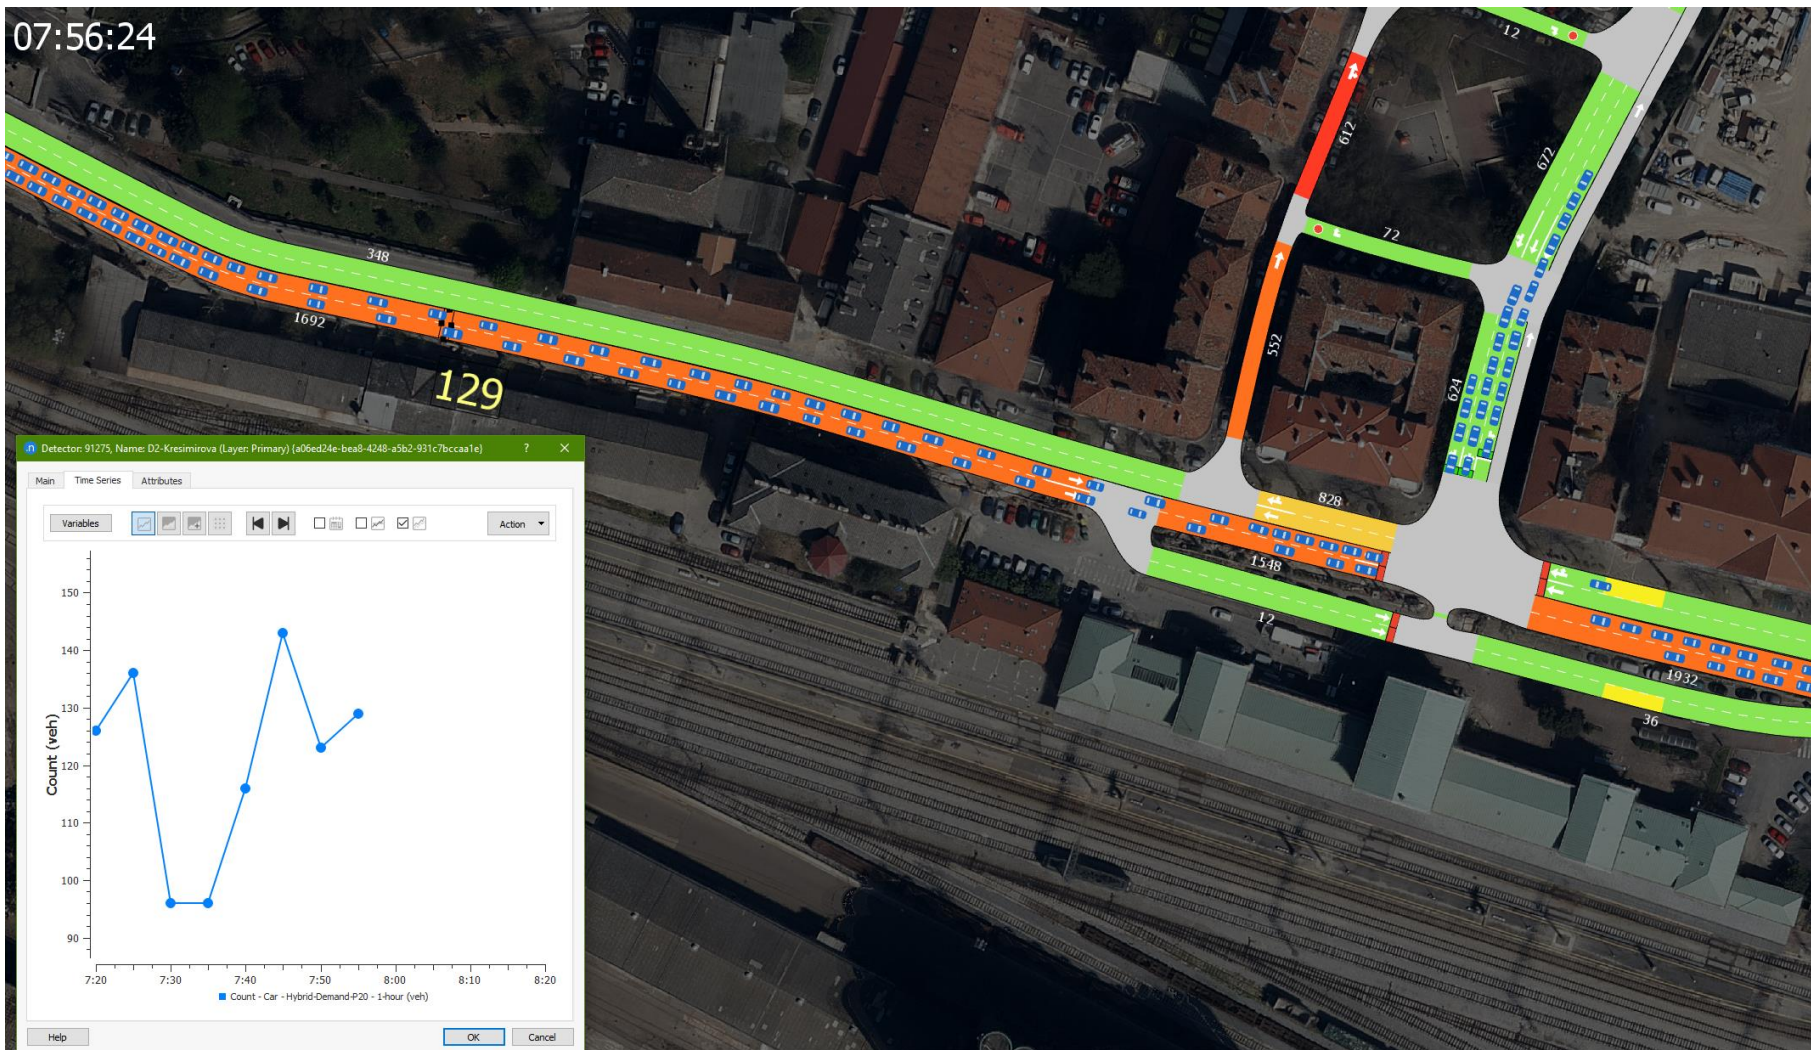 07:56:24
12
612
672
72
348
1692
552
624
129
828
1548
12
1932
36
Detector: 91275, Name: D2-Kresimirova (Layer: Primary) {a06ed24e-bea8-4248-a5b2-931c7bccaa1e}
?
Main Time Series Attributes
Variables
Action
Count (veh)
150
140
130
120
110
100
90
7:20 7:30 7:40 7:50 8:00 8:10 8:20
Count - Car - Hybrid-Demand-P20 - 1-hour (veh)
Help OK Cancel